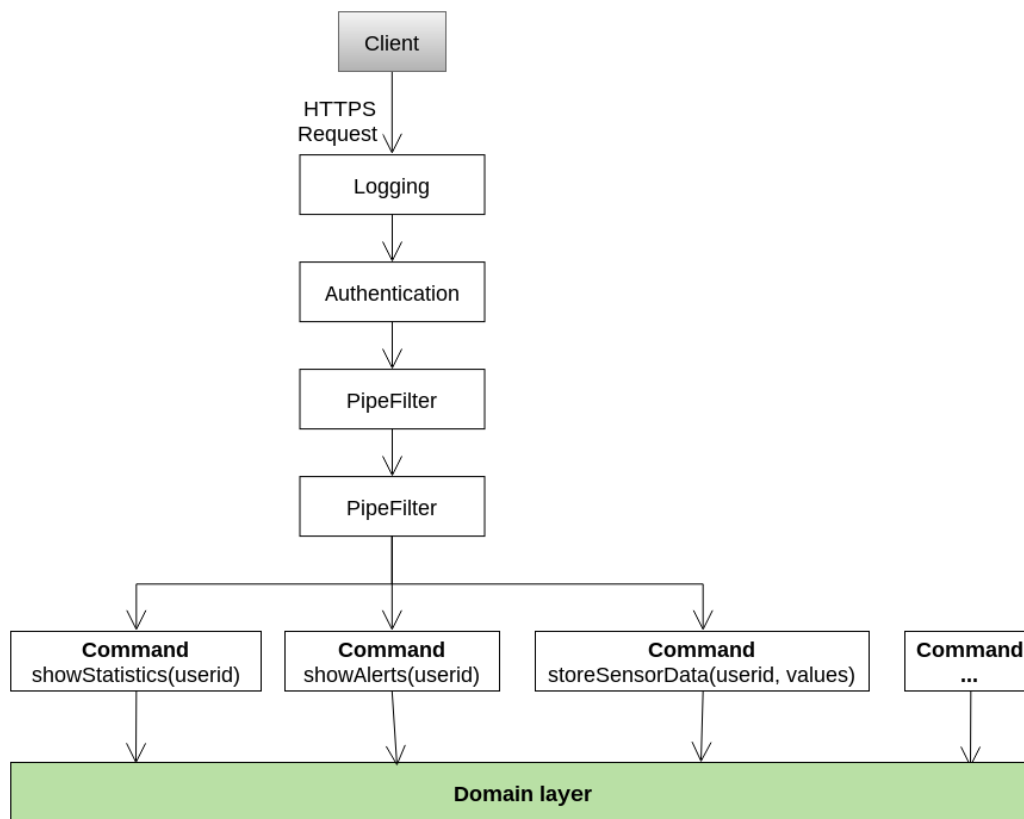 Client
HTTPS
Request
Logging
Authentication
PipeFilter
PipeFilter
Command
showStatistics(userid)
Command
showAlerts(userid)
Command
storeSensorData(userid, values)
Command
...
Domain layer